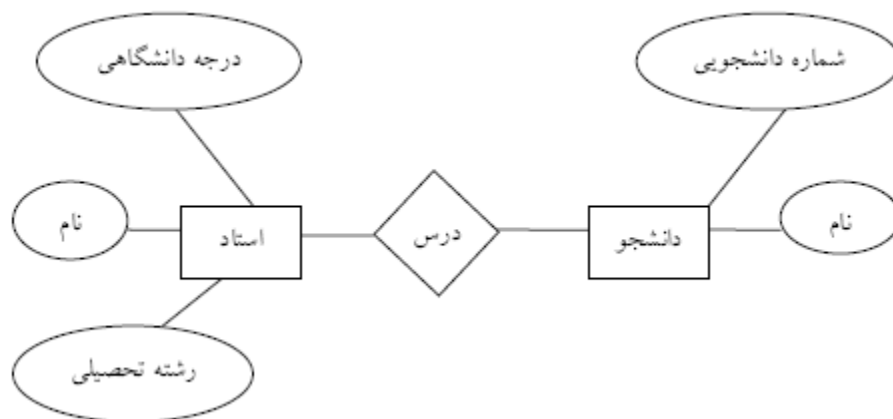 شماره دانشجویی
درجه دانشگاهی
نام
دانشجو
درس
استاد
نام
رشته تحصیلی